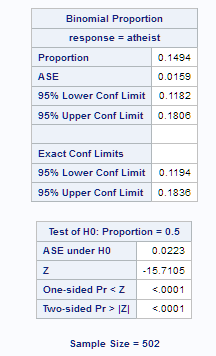 Binomial Proportion
response = atheist
Proportion 0.1494
ASE 0.0159
95% Lower Conf Limit 0.1182
95% Upper Conf Limit 0.1806
Exact Conf Limits
95% Lower Conf Limit 0.1194
95% Upper Conf Limit 0.1836
Test of H0: Proportion = 0.5
ASE under H0 0.0223
Z -15.7105
One-sided Pr < Z <.0001
Two-sided Pr > |Z| <.0001
Sample Size = 502